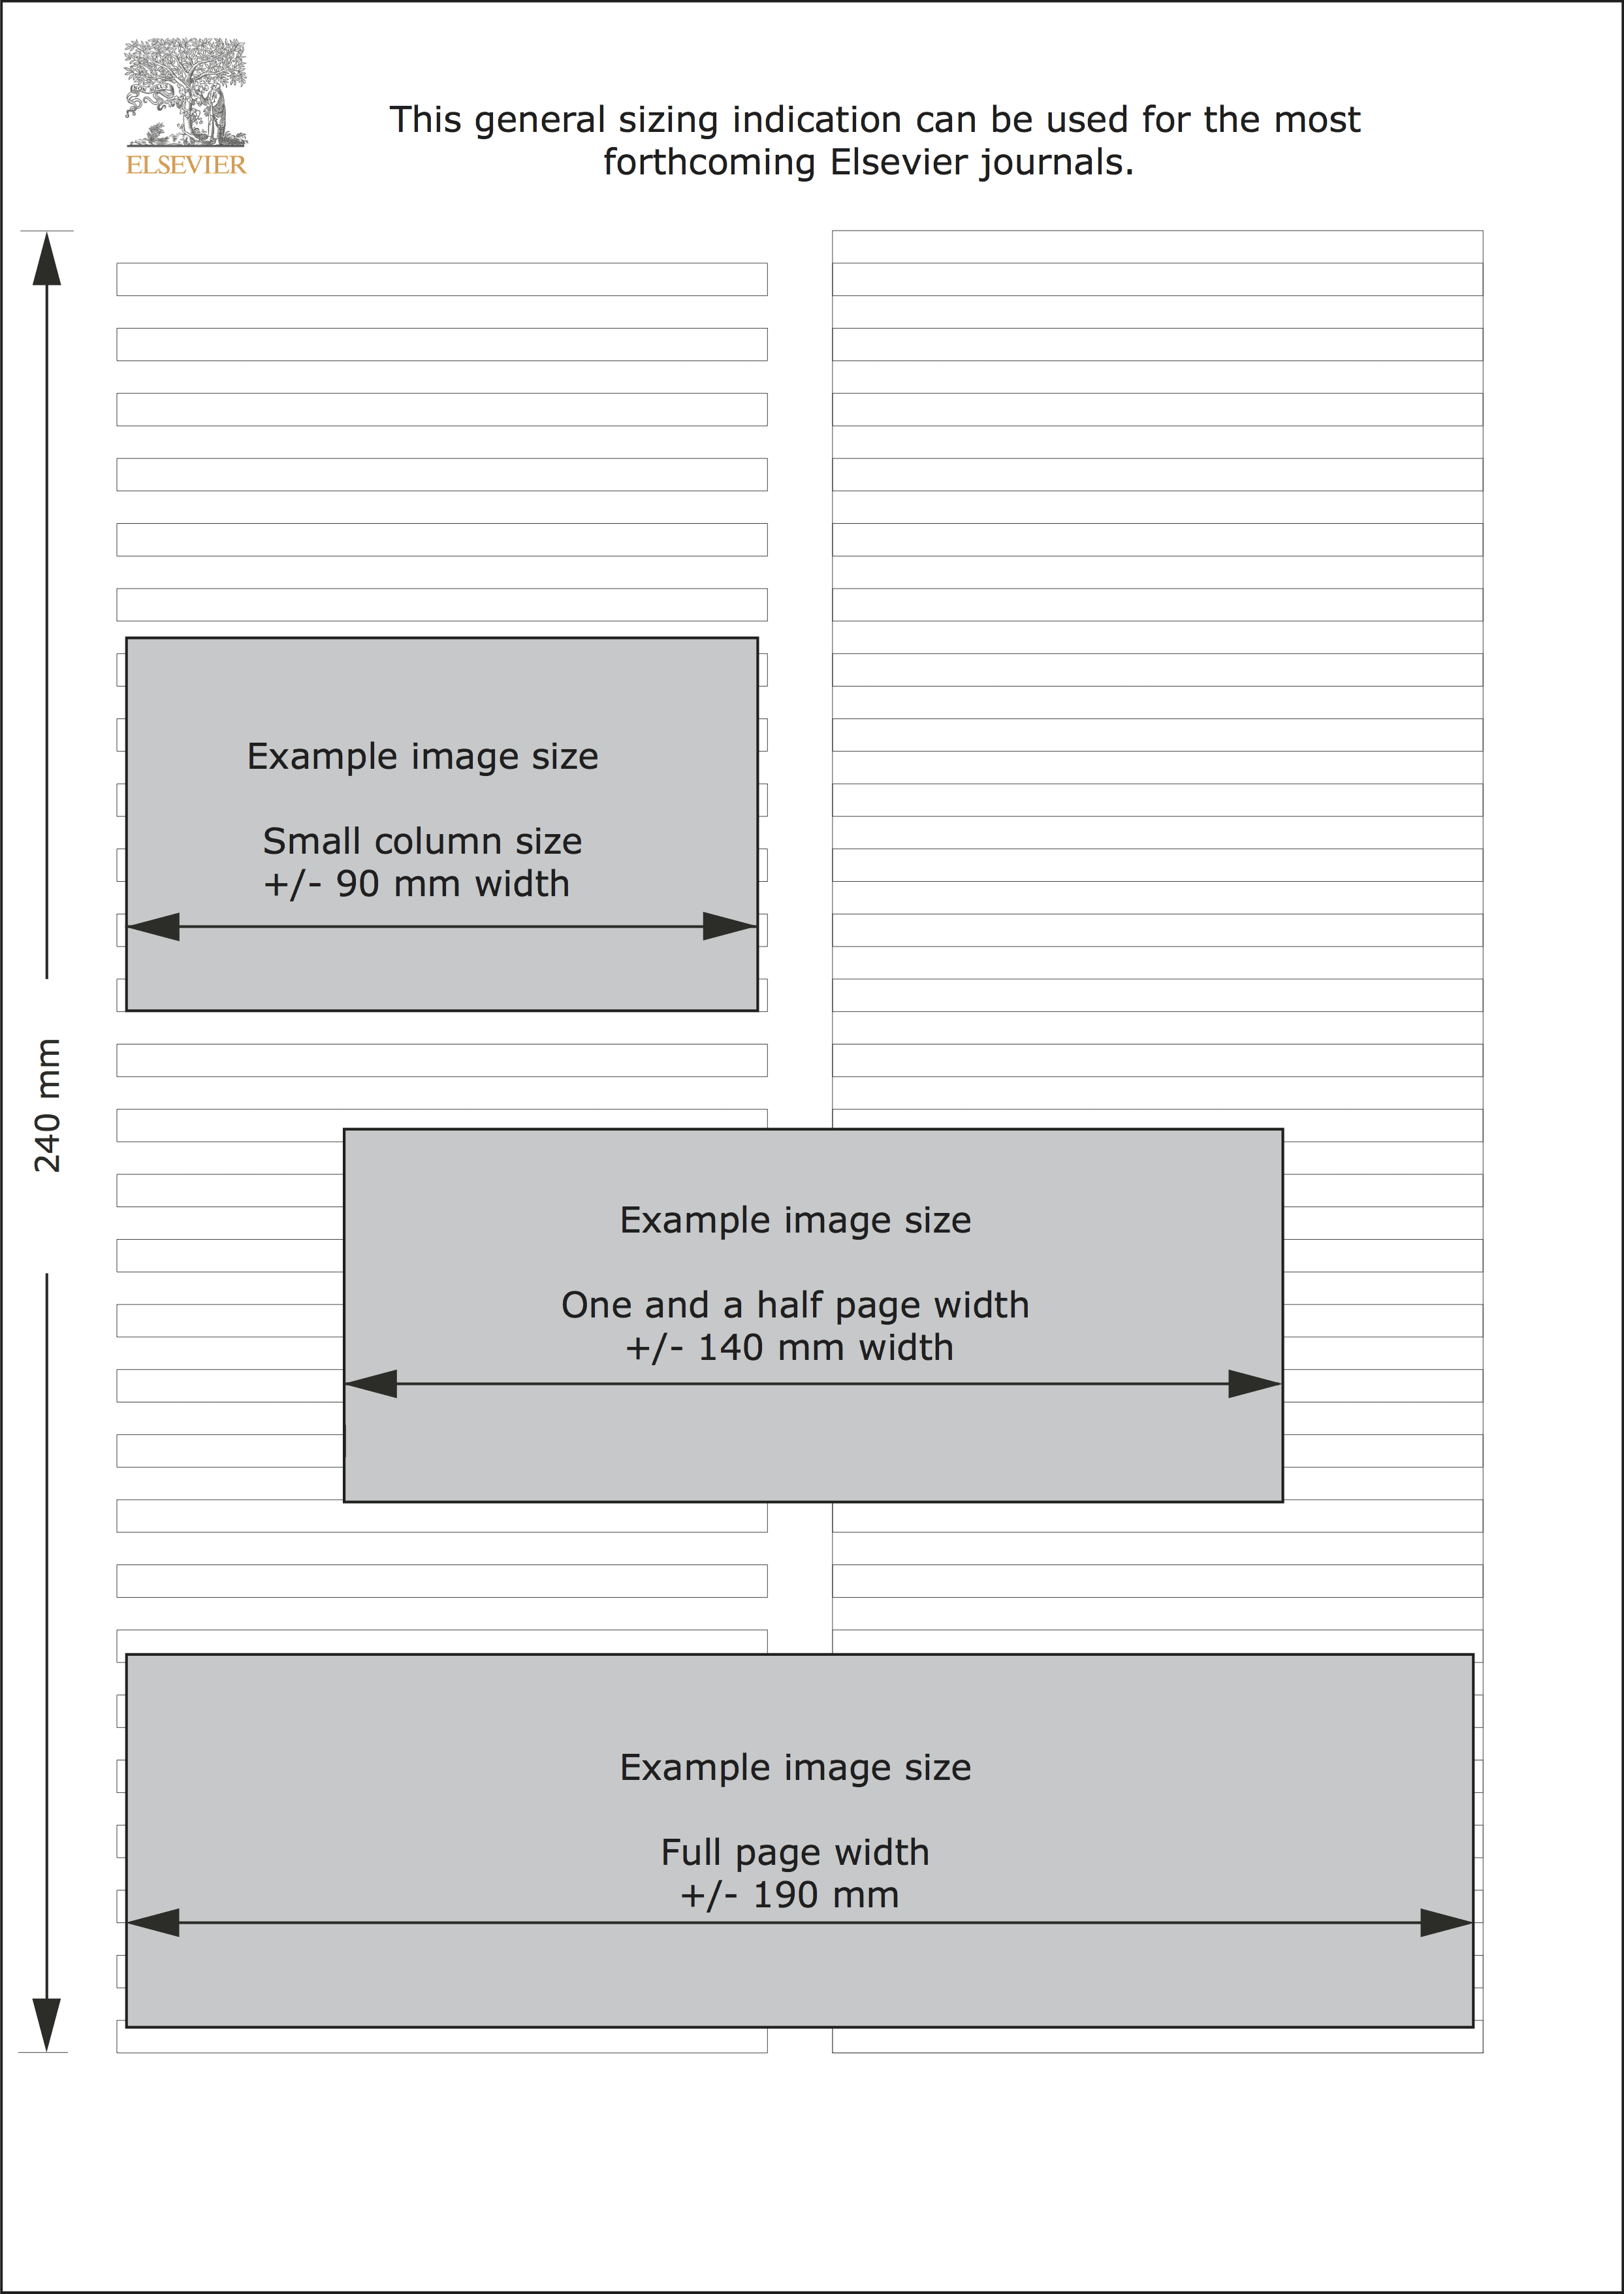 ELSEVIER
This general sizing indication can be used for the most
forthcoming Elsevier journals.
Example image size
Small column size
+/- 90 mm width
240 mm
Example image size
One and a half page width
+/- 140 mm width
Example image size
Full page width
+/- 190 mm